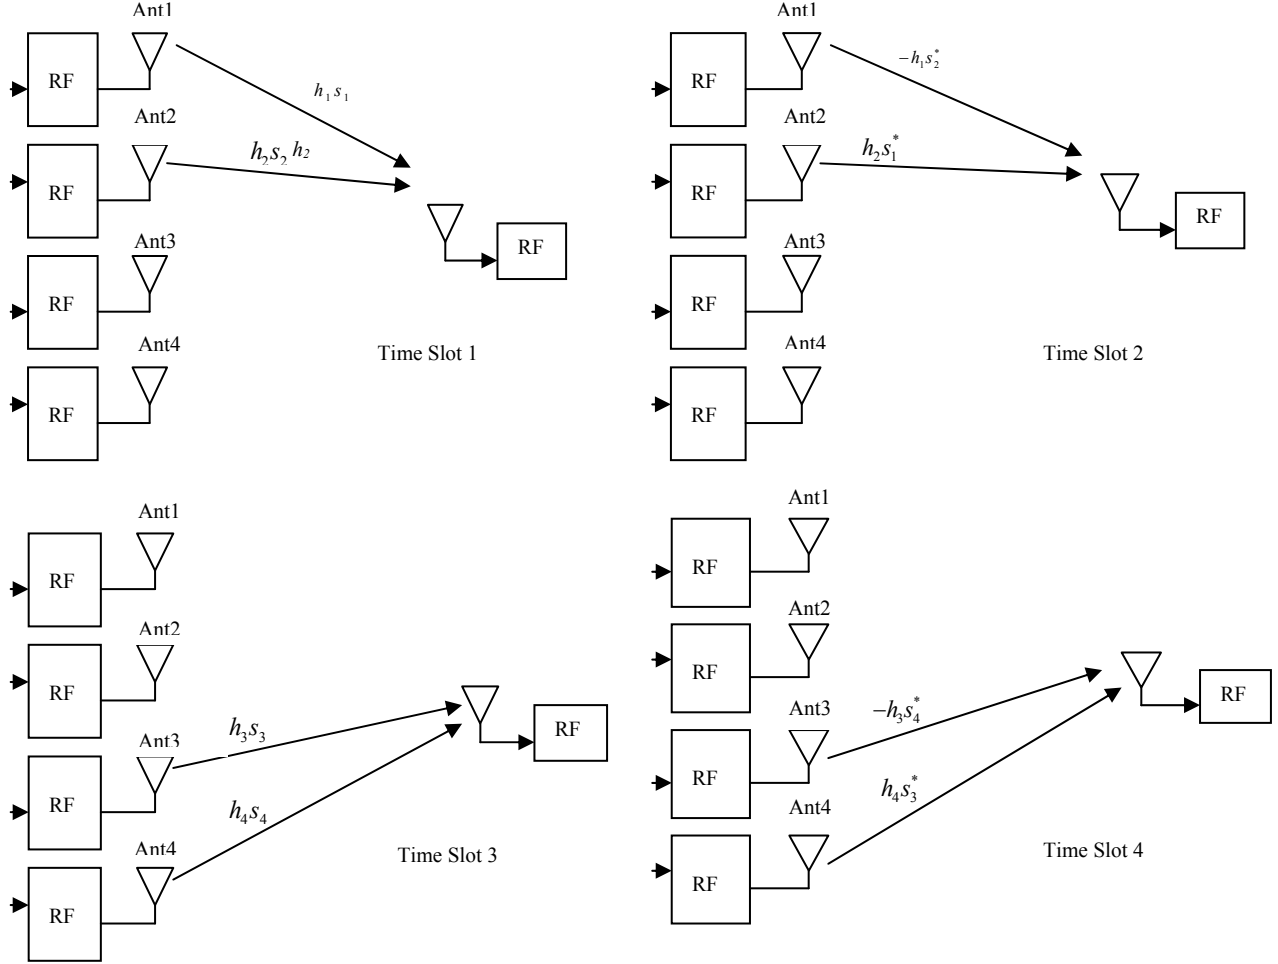 Ant1
RF
h₁s₁
Ant2
RF
h₂s₂ h₂
Ant3
RF
RF
Ant4
RF
Time Slot 1
Ant1
RF
−h₁s₂*
Ant2
RF
h₂s₁*
Ant3
RF
RF
Ant4
RF
Time Slot 2
Ant1
RF
Ant2
RF
Ant3
RF
h₃s₃
RF
Ant4
RF
h₄s₄
Time Slot 3
Ant1
RF
Ant2
RF
Ant3
RF
−h₃s₄*
RF
Ant4
RF
h₄s₃*
Time Slot 4